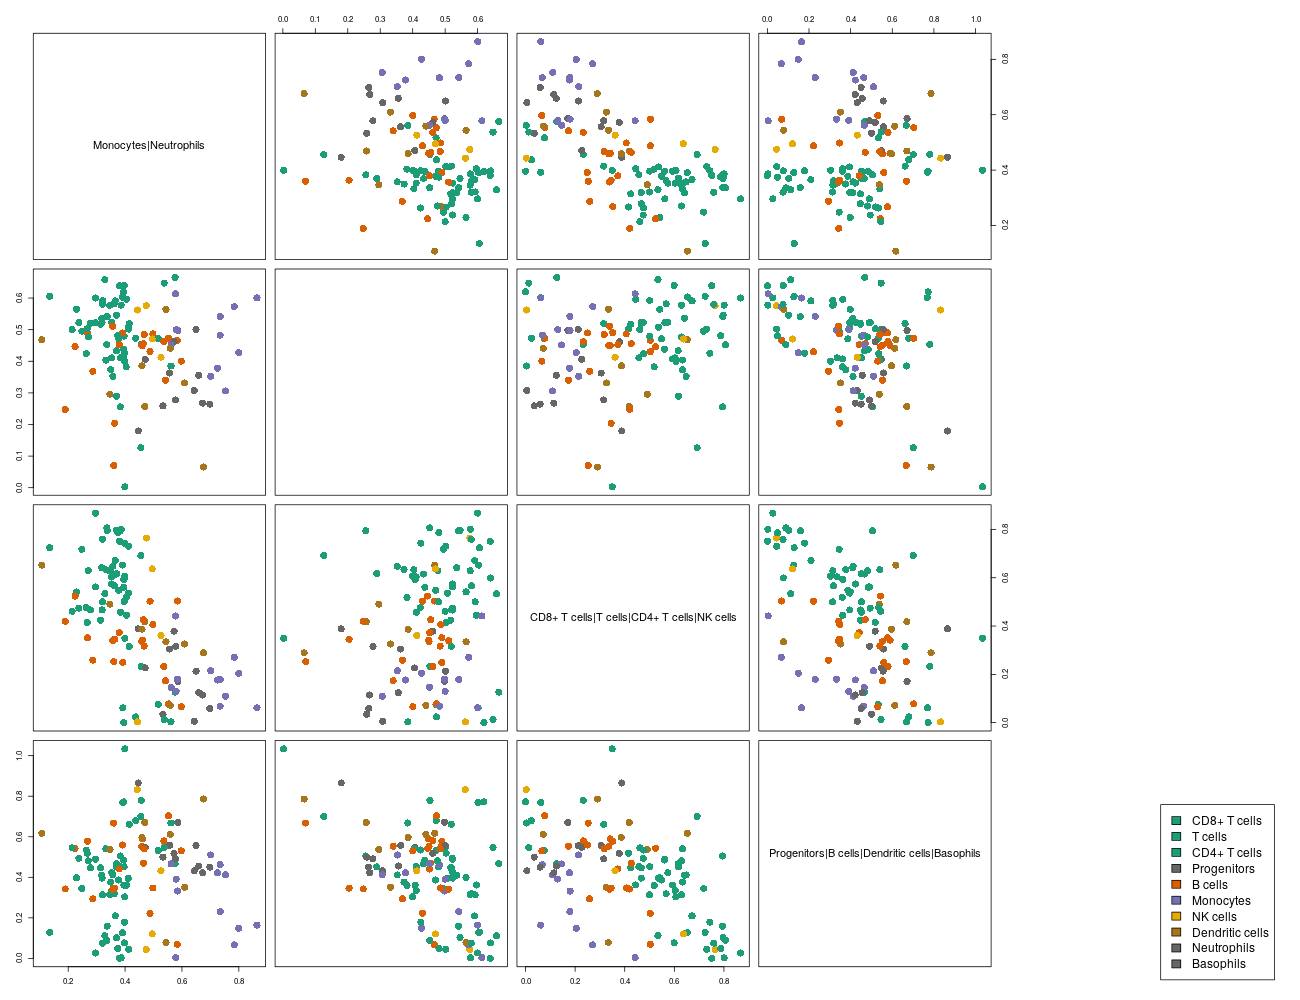 0.0 0.1 0.2 0.3 0.4 0.5 0.6 0.0 0.2 0.4 0.6 0.8 1.0
Monocytes|Neutrophils
0.2 0.4 0.6 0.8
0.0 0.1 0.2 0.3 0.4 0.5 0.6
CD8+ T cells|T cells|CD4+ T cells|NK cells
0.0 0.2 0.4 0.6 0.8
0.0 0.2 0.4 0.6 0.8 1.0
Progenitors|B cells|Dendritic cells|Basophils
0.2 0.4 0.6 0.8 0.0 0.2 0.4 0.6 0.8
CD8+ T cells
T cells
CD4+ T cells
Progenitors
B cells
Monocytes
NK cells
Dendritic cells
Neutrophils
Basophils